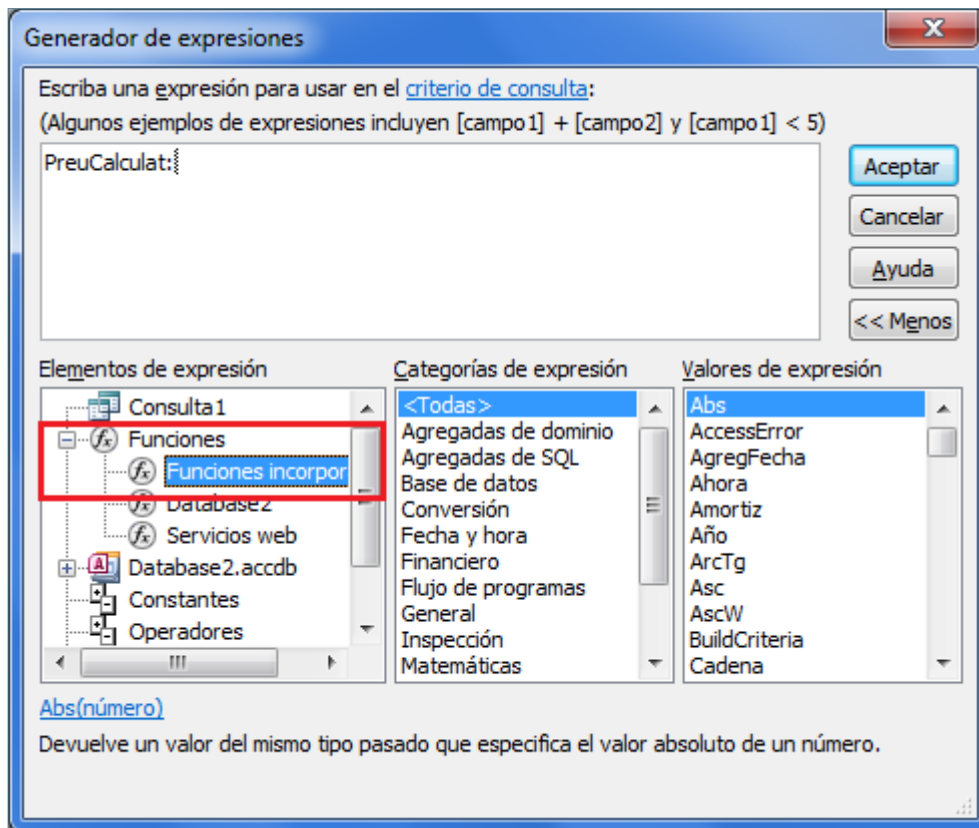 Generador de expresiones
Escriba una expresión para usar en el criterio de consulta:
(Algunos ejemplos de expresiones incluyen [campo1] + [campo2] y [campo1] < 5)
PreuCalculat:
Aceptar
Cancelar
Ayuda
<< Menos
Elementos de expresión
Consulta1
Funciones
Funciones incorpor
Database2
Servicios web
Database2.accdb
Constantes
Operadores
Categorías de expresión
<Todas>
Agregadas de dominio
Agregadas de SQL
Base de datos
Conversión
Fecha y hora
Financiero
Flujo de programas
General
Inspección
Matemáticas
Valores de expresión
Abs
AccessError
AgregFecha
Ahora
Amortiz
Año
ArcTg
Asc
AscW
BuildCriteria
Cadena
Abs(número)
Devuelve un valor del mismo tipo pasado que especifica el valor absoluto de un número.